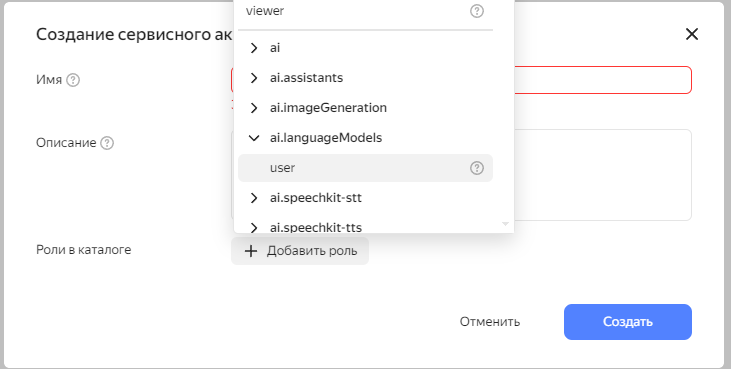 viewer
Создание сервисного ак
ai
ai.assistants
Имя
ai.imageGeneration
ai.languageModels
Описание
user
ai.speechkit-stt
ai.speechkit-tts
Роли в каталоге
Добавить роль
Отменить
Создать